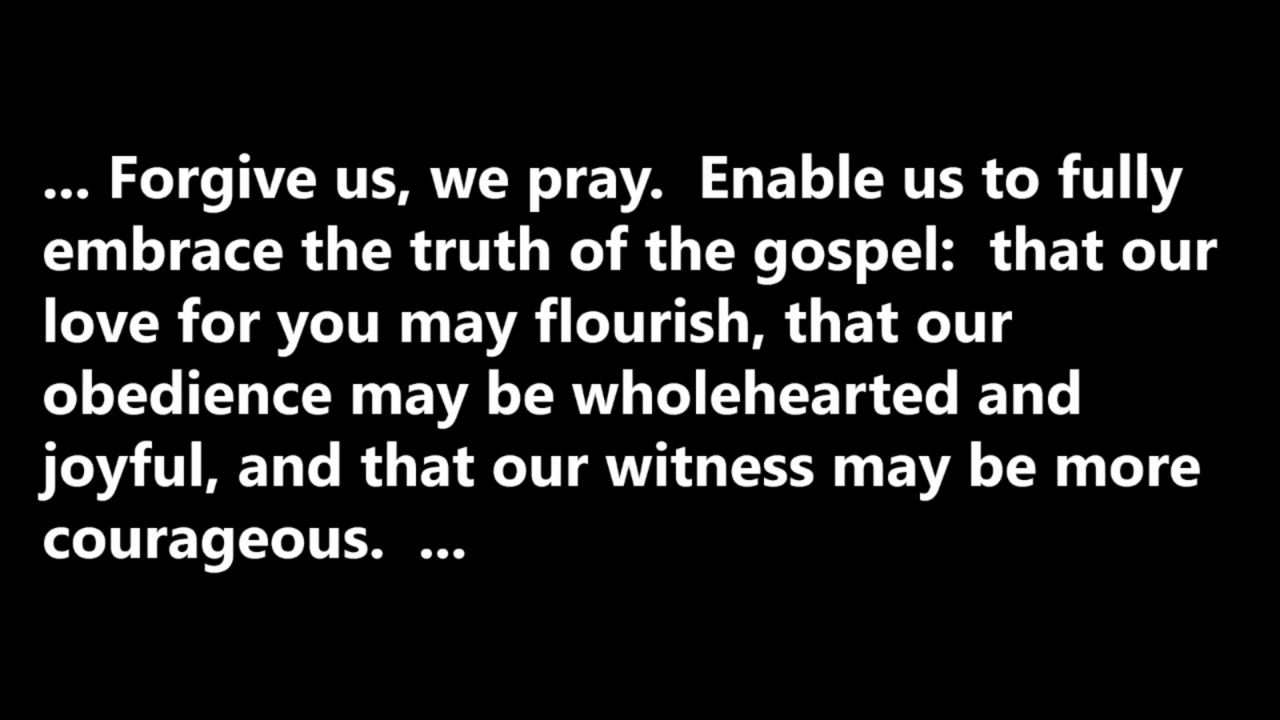 ... Forgive us, we pray.  Enable us to fully
embrace the truth of the gospel:  that our
love for you may flourish, that our
obedience may be wholehearted and
joyful, and that our witness may be more
courageous.  ...